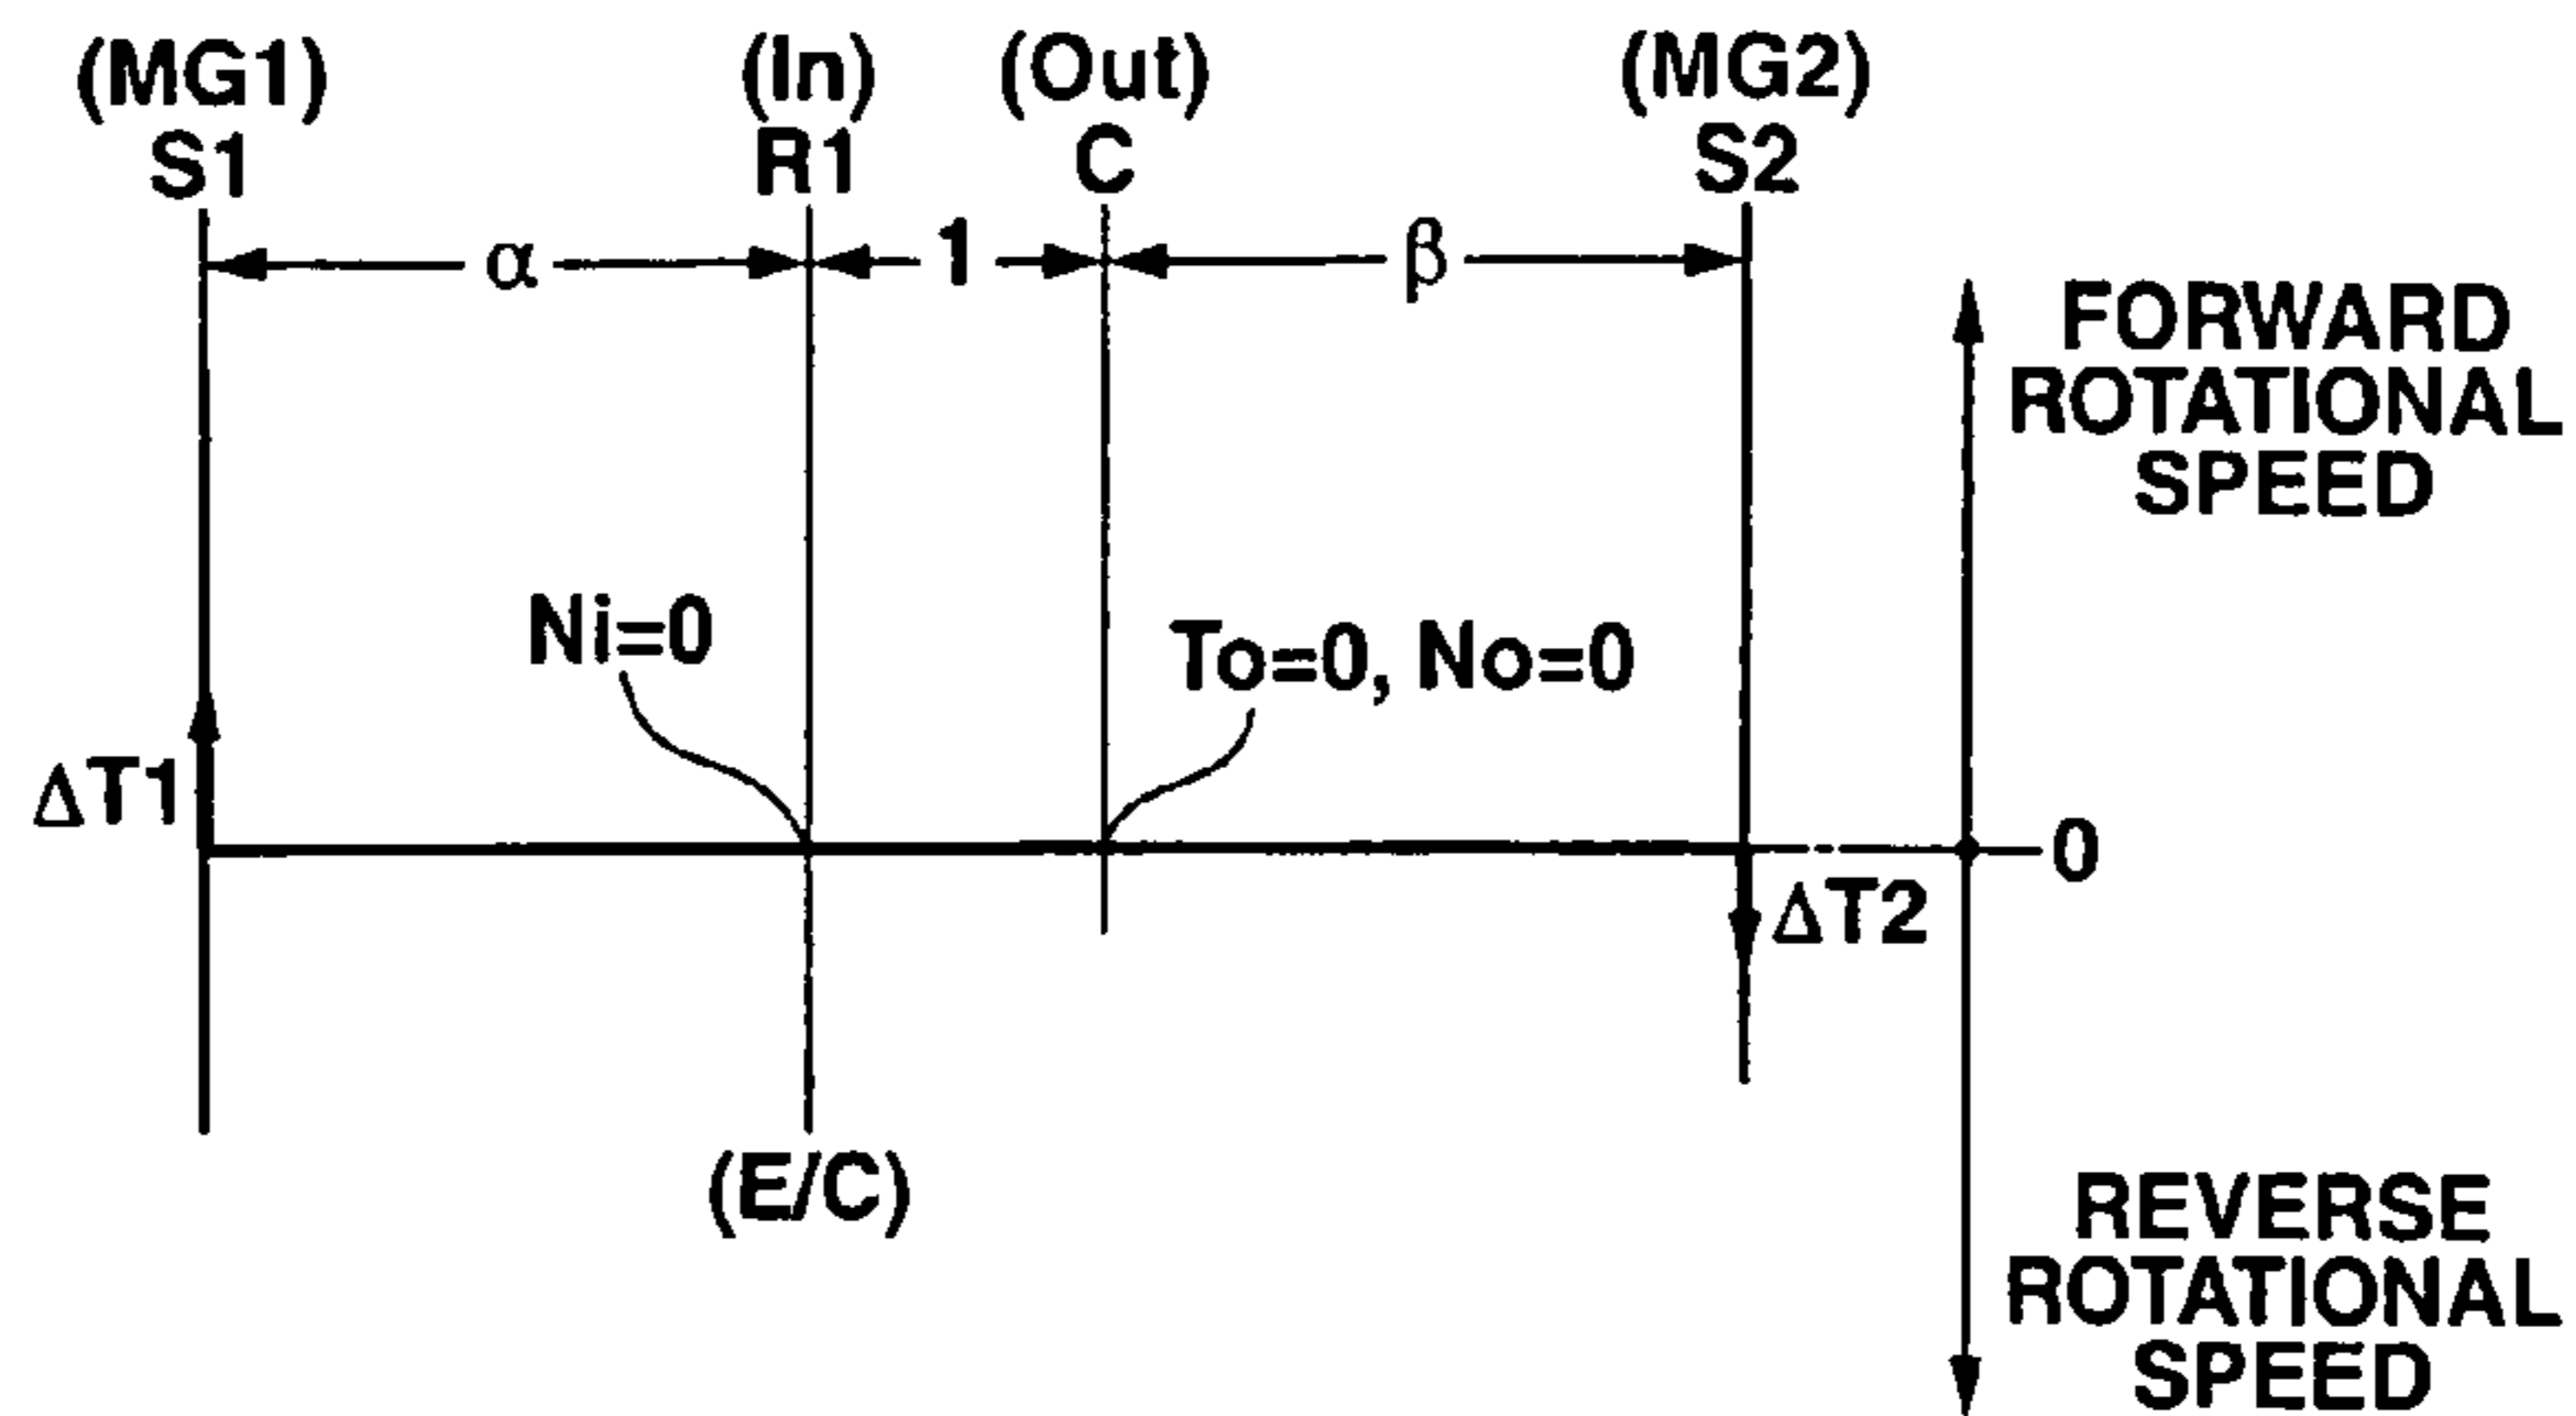 (MG1) (In) (Out) (MG2)
S1 R1 C S2
α 1 β
FORWARD
ROTATIONAL
SPEED
Ni=0
To=0, No=0
ΔT1
0
ΔT2
(E/C)
REVERSE
ROTATIONAL
SPEED